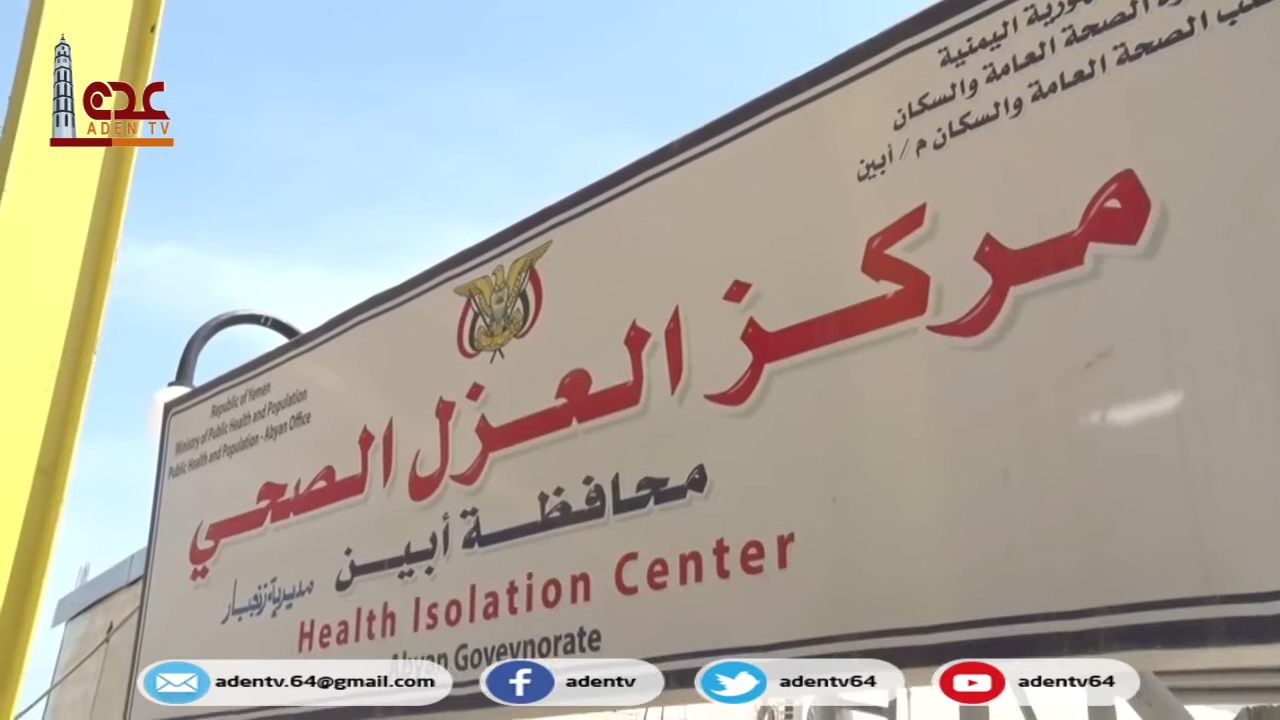 عدن
ADEN TV
اليمنية
الصحة العامة والسكان
الصحة العامة والسكان م / أبين
Republic of Yemen
Ministry of Public Health and Population
Public Health and Population - Abyan Office
مركز العزل الصحي
محافظة أبين
مديرية زنجبار
Health Isolation Center
Abyan Goveynorate
adentv.64@gmail.com
adentv
adentv64
adentv64